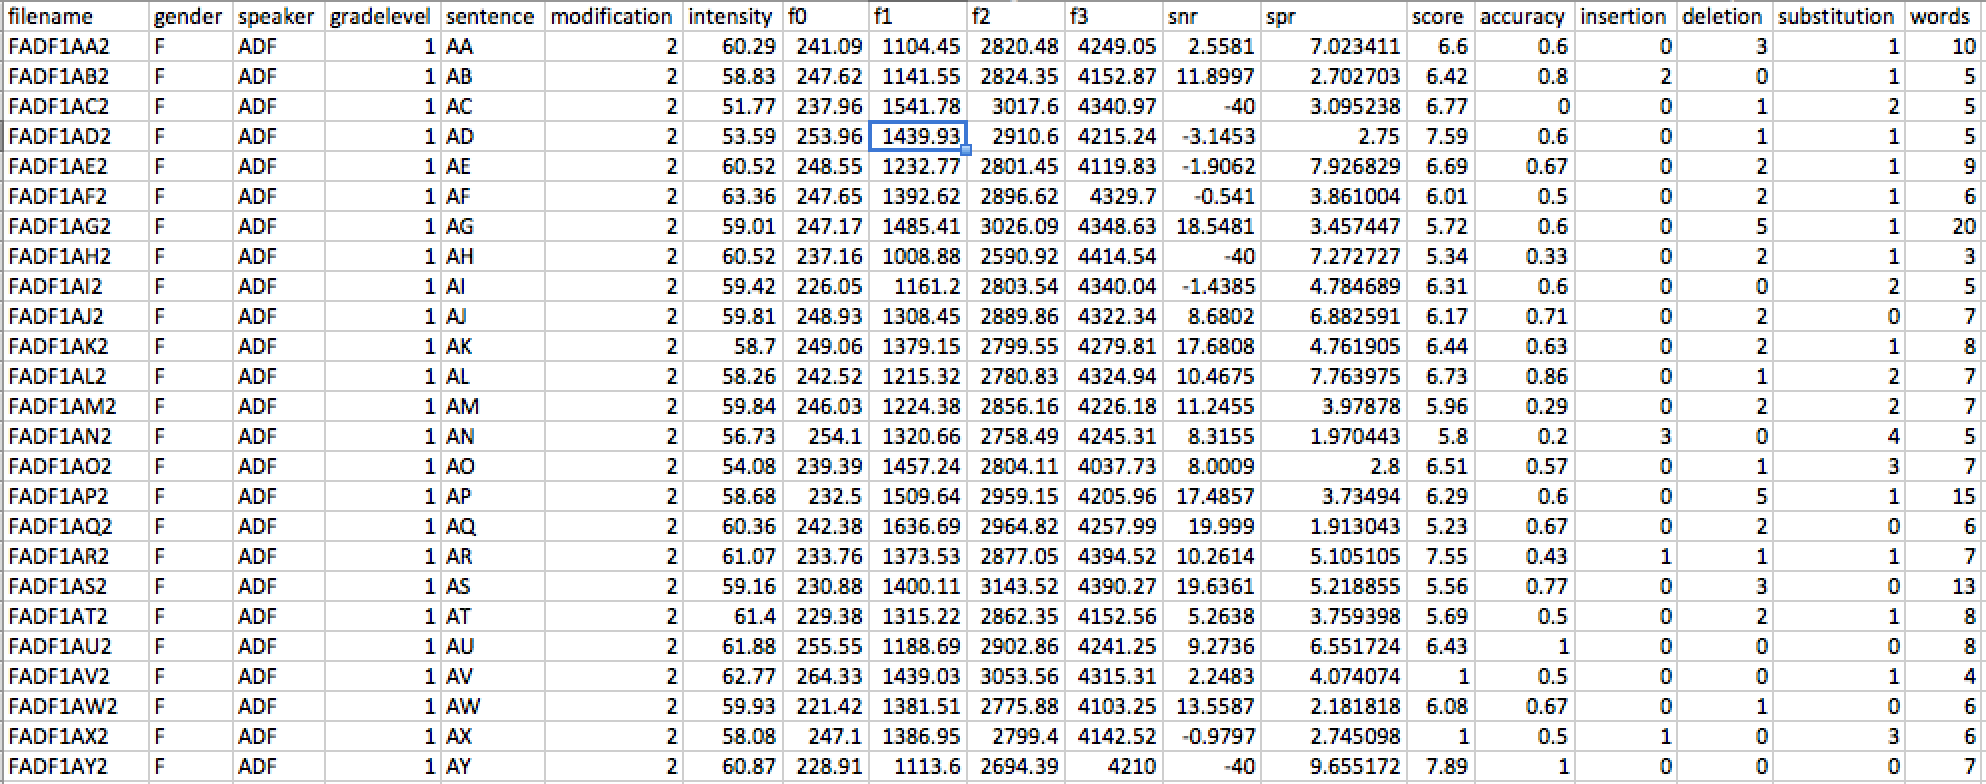 filename gender speaker gradelevel sentence modification intensity f0 f1 f2 f3 snr spr score accuracy insertion deletion substitution words
FADF1AA2 F ADF 1 AA 2 60.29 241.09 1104.45 2820.48 4249.05 2.5581 7.023411 6.6 0.6 0 3 1 10
FADF1AB2 F ADF 1 AB 2 58.83 247.62 1141.55 2824.35 4152.87 11.8997 2.702703 6.42 0.8 2 0 1 5
FADF1AC2 F ADF 1 AC 2 51.77 237.96 1541.78 3017.6 4340.97 -40 3.095238 6.77 0 0 1 2 5
FADF1AD2 F ADF 1 AD 2 53.59 253.96 1439.93 2910.6 4215.24 -3.1453 2.75 7.59 0.6 0 1 1 5
FADF1AE2 F ADF 1 AE 2 60.52 248.55 1232.77 2801.45 4119.83 -1.9062 7.926829 6.69 0.67 0 2 1 9
FADF1AF2 F ADF 1 AF 2 63.36 247.65 1392.62 2896.62 4329.7 -0.541 3.861004 6.01 0.5 0 2 1 6
FADF1AG2 F ADF 1 AG 2 59.01 247.17 1485.41 3026.09 4348.63 18.5481 3.457447 5.72 0.6 0 5 1 20
FADF1AH2 F ADF 1 AH 2 60.52 237.16 1008.88 2590.92 4414.54 -40 7.272727 5.34 0.33 0 2 1 3
FADF1AI2 F ADF 1 AI 2 59.42 226.05 1161.2 2803.54 4340.04 -1.4385 4.784689 6.31 0.6 0 0 2 5
FADF1AJ2 F ADF 1 AJ 2 59.81 248.93 1308.45 2889.86 4322.34 8.6802 6.882591 6.17 0.71 0 2 0 7
FADF1AK2 F ADF 1 AK 2 58.7 249.06 1379.15 2799.55 4279.81 17.6808 4.761905 6.44 0.63 0 2 1 8
FADF1AL2 F ADF 1 AL 2 58.26 242.52 1215.32 2780.83 4324.94 10.4675 7.763975 6.73 0.86 0 1 2 7
FADF1AM2 F ADF 1 AM 2 59.84 246.03 1224.38 2856.16 4226.18 11.2455 3.97878 5.96 0.29 0 2 2 7
FADF1AN2 F ADF 1 AN 2 56.73 254.1 1320.66 2758.49 4245.31 8.3155 1.970443 5.8 0.2 3 0 4 5
FADF1AO2 F ADF 1 AO 2 54.08 239.39 1457.24 2804.11 4037.73 8.0009 2.8 6.51 0.57 0 1 3 7
FADF1AP2 F ADF 1 AP 2 58.68 232.5 1509.64 2959.15 4205.96 17.4857 3.73494 6.29 0.6 0 5 1 15
FADF1AQ2 F ADF 1 AQ 2 60.36 242.38 1636.69 2964.82 4257.99 19.999 1.913043 5.23 0.67 0 2 0 6
FADF1AR2 F ADF 1 AR 2 61.07 233.76 1373.53 2877.05 4394.52 10.2614 5.105105 7.55 0.43 1 1 1 7
FADF1AS2 F ADF 1 AS 2 59.16 230.88 1400.11 3143.52 4390.27 19.6361 5.218855 5.56 0.77 0 3 0 13
FADF1AT2 F ADF 1 AT 2 61.4 229.38 1315.22 2862.35 4152.56 5.2638 3.759398 5.69 0.5 0 2 1 8
FADF1AU2 F ADF 1 AU 2 61.88 255.55 1188.69 2902.86 4241.25 9.2736 6.551724 6.43 1 0 0 0 8
FADF1AV2 F ADF 1 AV 2 62.77 264.33 1439.03 3053.56 4315.31 2.2483 4.074074 1 0.5 0 0 1 4
FADF1AW2 F ADF 1 AW 2 59.93 221.42 1381.51 2775.88 4103.25 13.5587 2.181818 6.08 0.67 0 1 0 6
FADF1AX2 F ADF 1 AX 2 58.08 247.1 1386.95 2799.4 4142.52 -0.9797 2.745098 1 0.5 1 0 3 6
FADF1AY2 F ADF 1 AY 2 60.87 228.91 1113.6 2694.39 4210 -40 9.655172 7.89 1 0 0 0 7